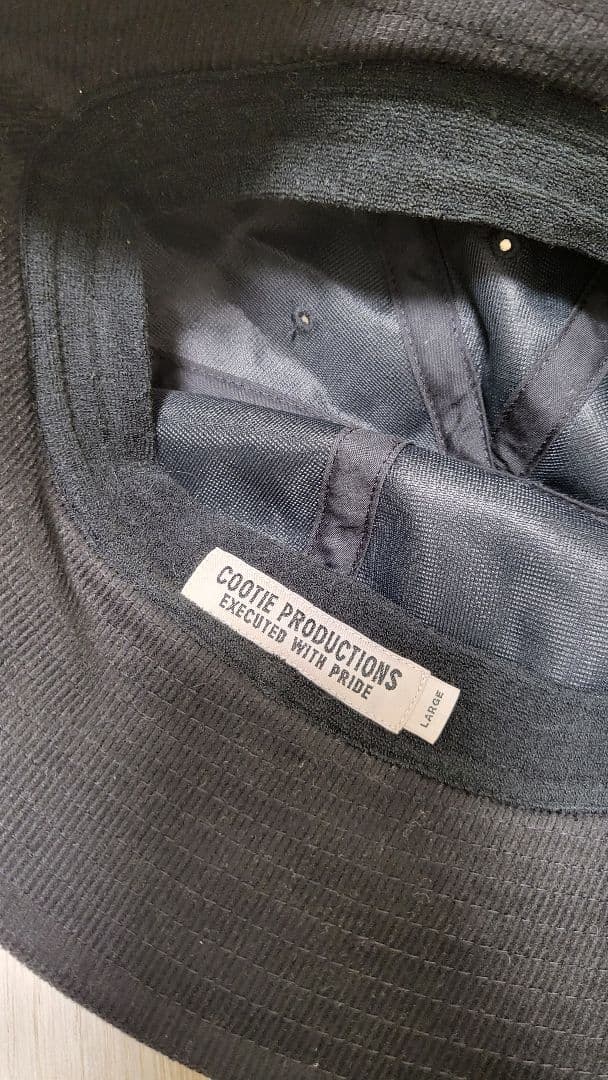 COOTIE PRODUCTIONS
EXECUTED WITH PRIDE
LARGE